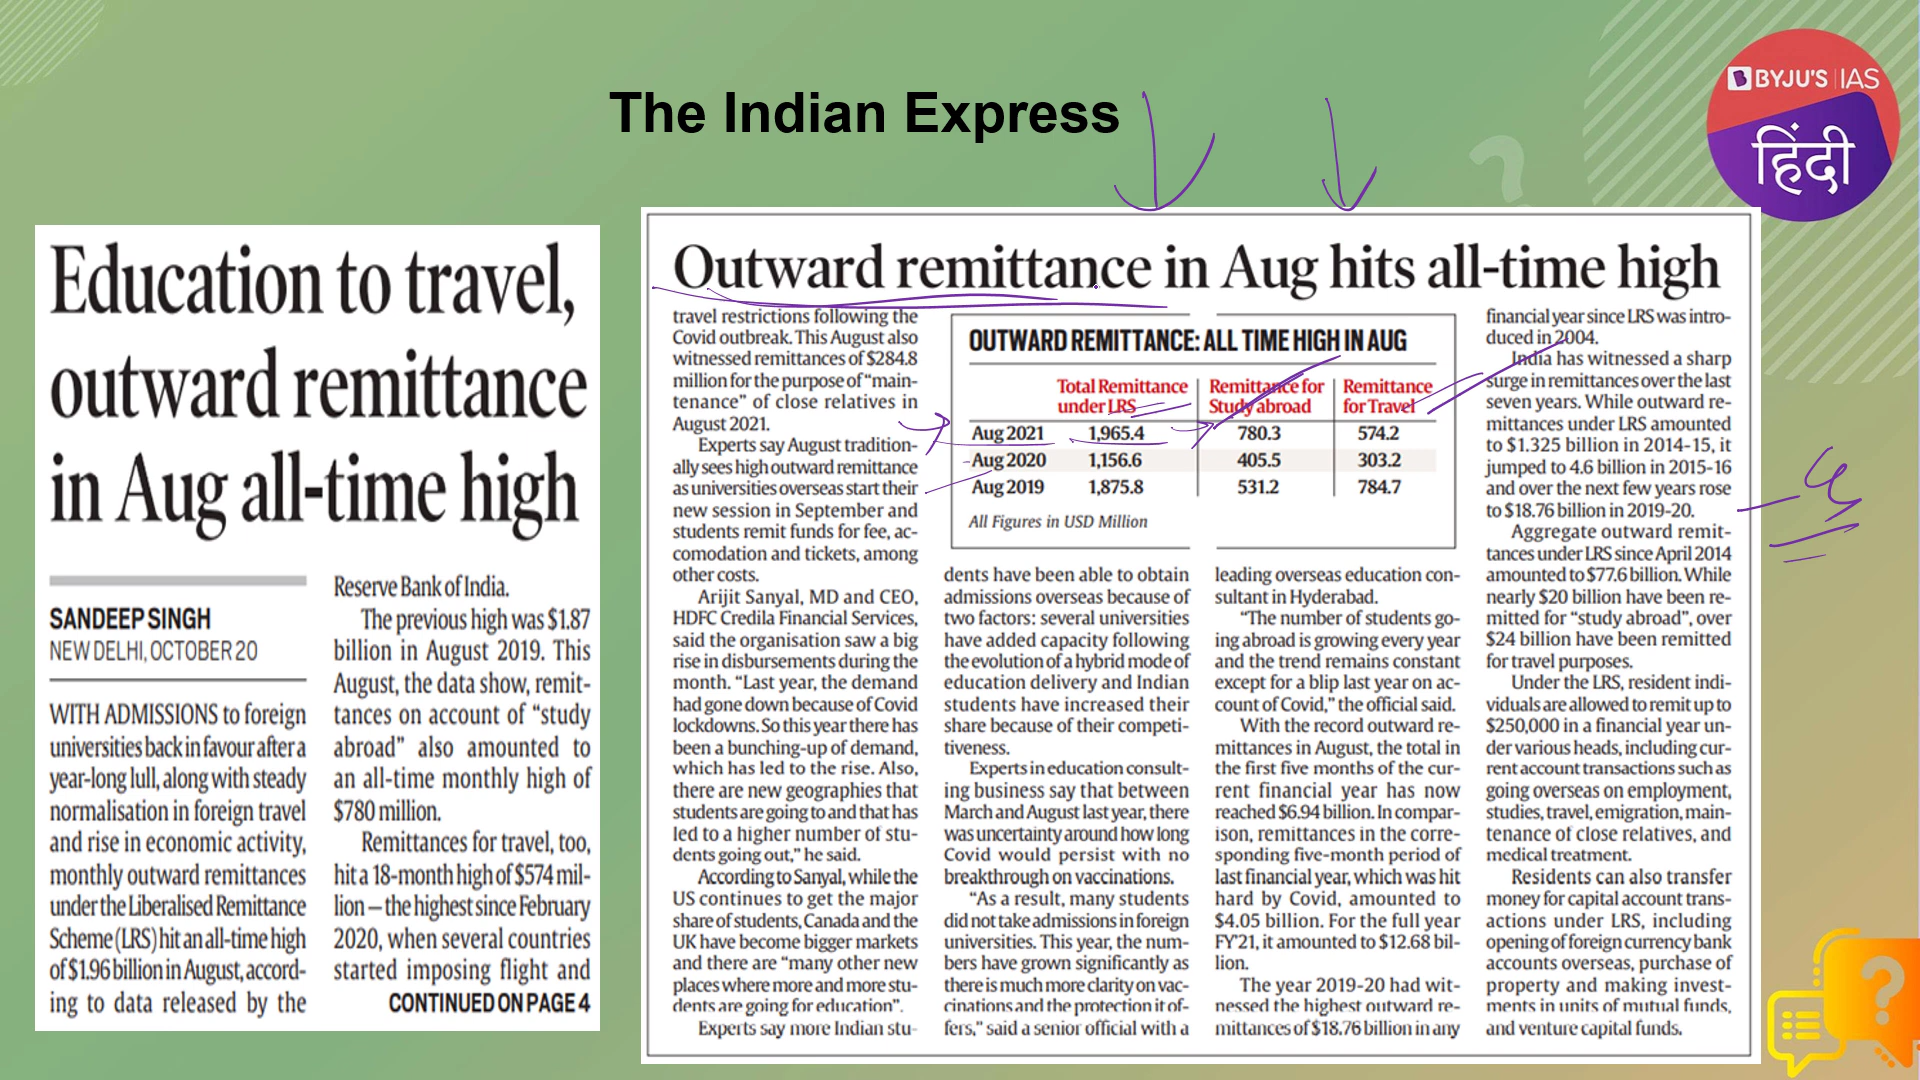 The Indian Express
BYJU'S IAS
हिंदी
Education to travel,
outward remittance
in Aug all-time high
SANDEEP SINGH
NEW DELHI, OCTOBER 20
WITH ADMISSIONS to foreign
universities back in favour after a
year-long lull, along with steady
normalisation in foreign travel
and rise in economic activity,
monthly outward remittances
under the Liberalised Remittance
Scheme (LRS) hit an all-time high
of $1.96 billion in August, accord-
ing to data released by the
Reserve Bank of India.
The previous high was $1.87
billion in August 2019. This
August, the data show, remit-
tances on account of “study
abroad” also amounted to
an all-time monthly high of
$780 million.
Remittances for travel, too,
hit a 18-month high of $574 mil-
lion – the highest since February
2020, when several countries
started imposing flight and
CONTINUED ON PAGE 4
Outward remittance in Aug hits all-time high
travel restrictions following the
Covid outbreak. This August also
witnessed remittances of $284.8
million for the purpose of “main-
tenance” of close relatives in
August 2021.
Experts say August tradition-
ally sees high outward remittance
as universities overseas start their
new session in September and
students remit funds for fee, ac-
comodation and tickets, among
other costs.
Arijit Sanyal, MD and CEO,
HDFC Credila Financial Services,
said the organisation saw a big
rise in disbursements during the
month. “Last year, the demand
had gone down because of Covid
lockdowns. So this year there has
been a bunching-up of demand,
which has led to the rise. Also,
there are new geographies that
students are going to and that has
led to a higher number of stu-
dents going out,” he said.
According to Sanyal, while the
US continues to get the major
share of students, Canada and the
UK have become bigger markets
and there are “many other new
places where more and more stu-
dents are going for education”.
Experts say more Indian stu-
OUTWARD REMITTANCE: ALL TIME HIGH IN AUG
Total Remittance under LRS Remittance for Study abroad Remittance for Travel
Aug 2021 1,965.4 780.3 574.2
Aug 2020 1,156.6 405.5 303.2
Aug 2019 1,875.8 531.2 784.7
All Figures in USD Million
dents have been able to obtain
admissions overseas because of
two factors: several universities
have added capacity following
the evolution of a hybrid mode of
education delivery and Indian
students have increased their
share because of their competi-
tiveness.
Experts in education consult-
ing business say that between
March and August last year, there
was uncertainty around how long
Covid would persist with no
breakthrough on vaccinations.
“As a result, many students
did not take admissions in foreign
universities. This year, the num-
bers have grown significantly as
there is much more clarity on vac-
cinations and the protection it of-
fers,” said a senior official with a
leading overseas education con-
sultant in Hyderabad.
“The number of students go-
ing abroad is growing every year
and the trend remains constant
except for a blip last year on ac-
count of Covid,” the official said.
With the record outward re-
mittances in August, the total in
the first five months of the cur-
rent financial year has now
reached $6.94 billion. In compar-
ison, remittances in the corre-
sponding five-month period of
last financial year, which was hit
hard by Covid, amounted to
$4.05 billion. For the full year
FY'21, it amounted to $12.68 bil-
lion.
The year 2019-20 had wit-
nessed the highest outward re-
mittances of $18.76 billion in any
financial year since LRS was intro-
duced in 2004.
India has witnessed a sharp
surge in remittances over the last
seven years. While outward re-
mittances under LRS amounted
to $1.325 billion in 2014-15, it
jumped to 4.6 billion in 2015-16
and over the next few years rose
to $18.76 billion in 2019-20.
Aggregate outward remit-
tances under LRS since April 2014
amounted to $77.6 billion. While
nearly $20 billion have been re-
mitted for “study abroad”, over
$24 billion have been remitted
for travel purposes.
Under the LRS, resident indi-
viduals are allowed to remit up to
$250,000 in a financial year un-
der various heads, including cur-
rent account transactions such as
going overseas on employment,
studies, travel, emigration, main-
tenance of close relatives, and
medical treatment.
Residents can also transfer
money for capital account trans-
actions under LRS, including
opening of foreign currency bank
accounts overseas, purchase of
property and making invest-
ments in units of mutual funds,
and venture capital funds.